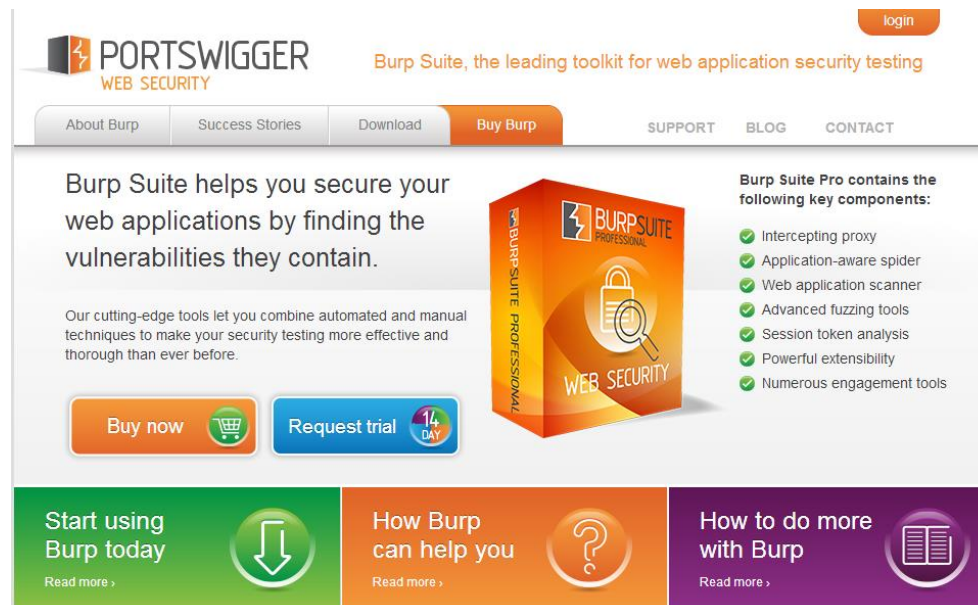 login
PORTSWIGGER
WEB SECURITY
Burp Suite, the leading toolkit for web application security testing
About Burp
Success Stories
Download
Buy Burp
SUPPORT
BLOG
CONTACT
Burp Suite helps you secure your
web applications by finding the
vulnerabilities they contain.
Our cutting-edge tools let you combine automated and manual
techniques to make your security testing more effective and
thorough than ever before.
Buy now
Request trial
14
DAY
BURPSUITE PROFESSIONAL
BURPSUITE
PROFESSIONAL
WEB SECURITY
Burp Suite Pro contains the
following key components:
Intercepting proxy
Application-aware spider
Web application scanner
Advanced fuzzing tools
Session token analysis
Powerful extensibility
Numerous engagement tools
Start using
Burp today
Read more ›
How Burp
can help you
Read more ›
How to do more
with Burp
Read more ›